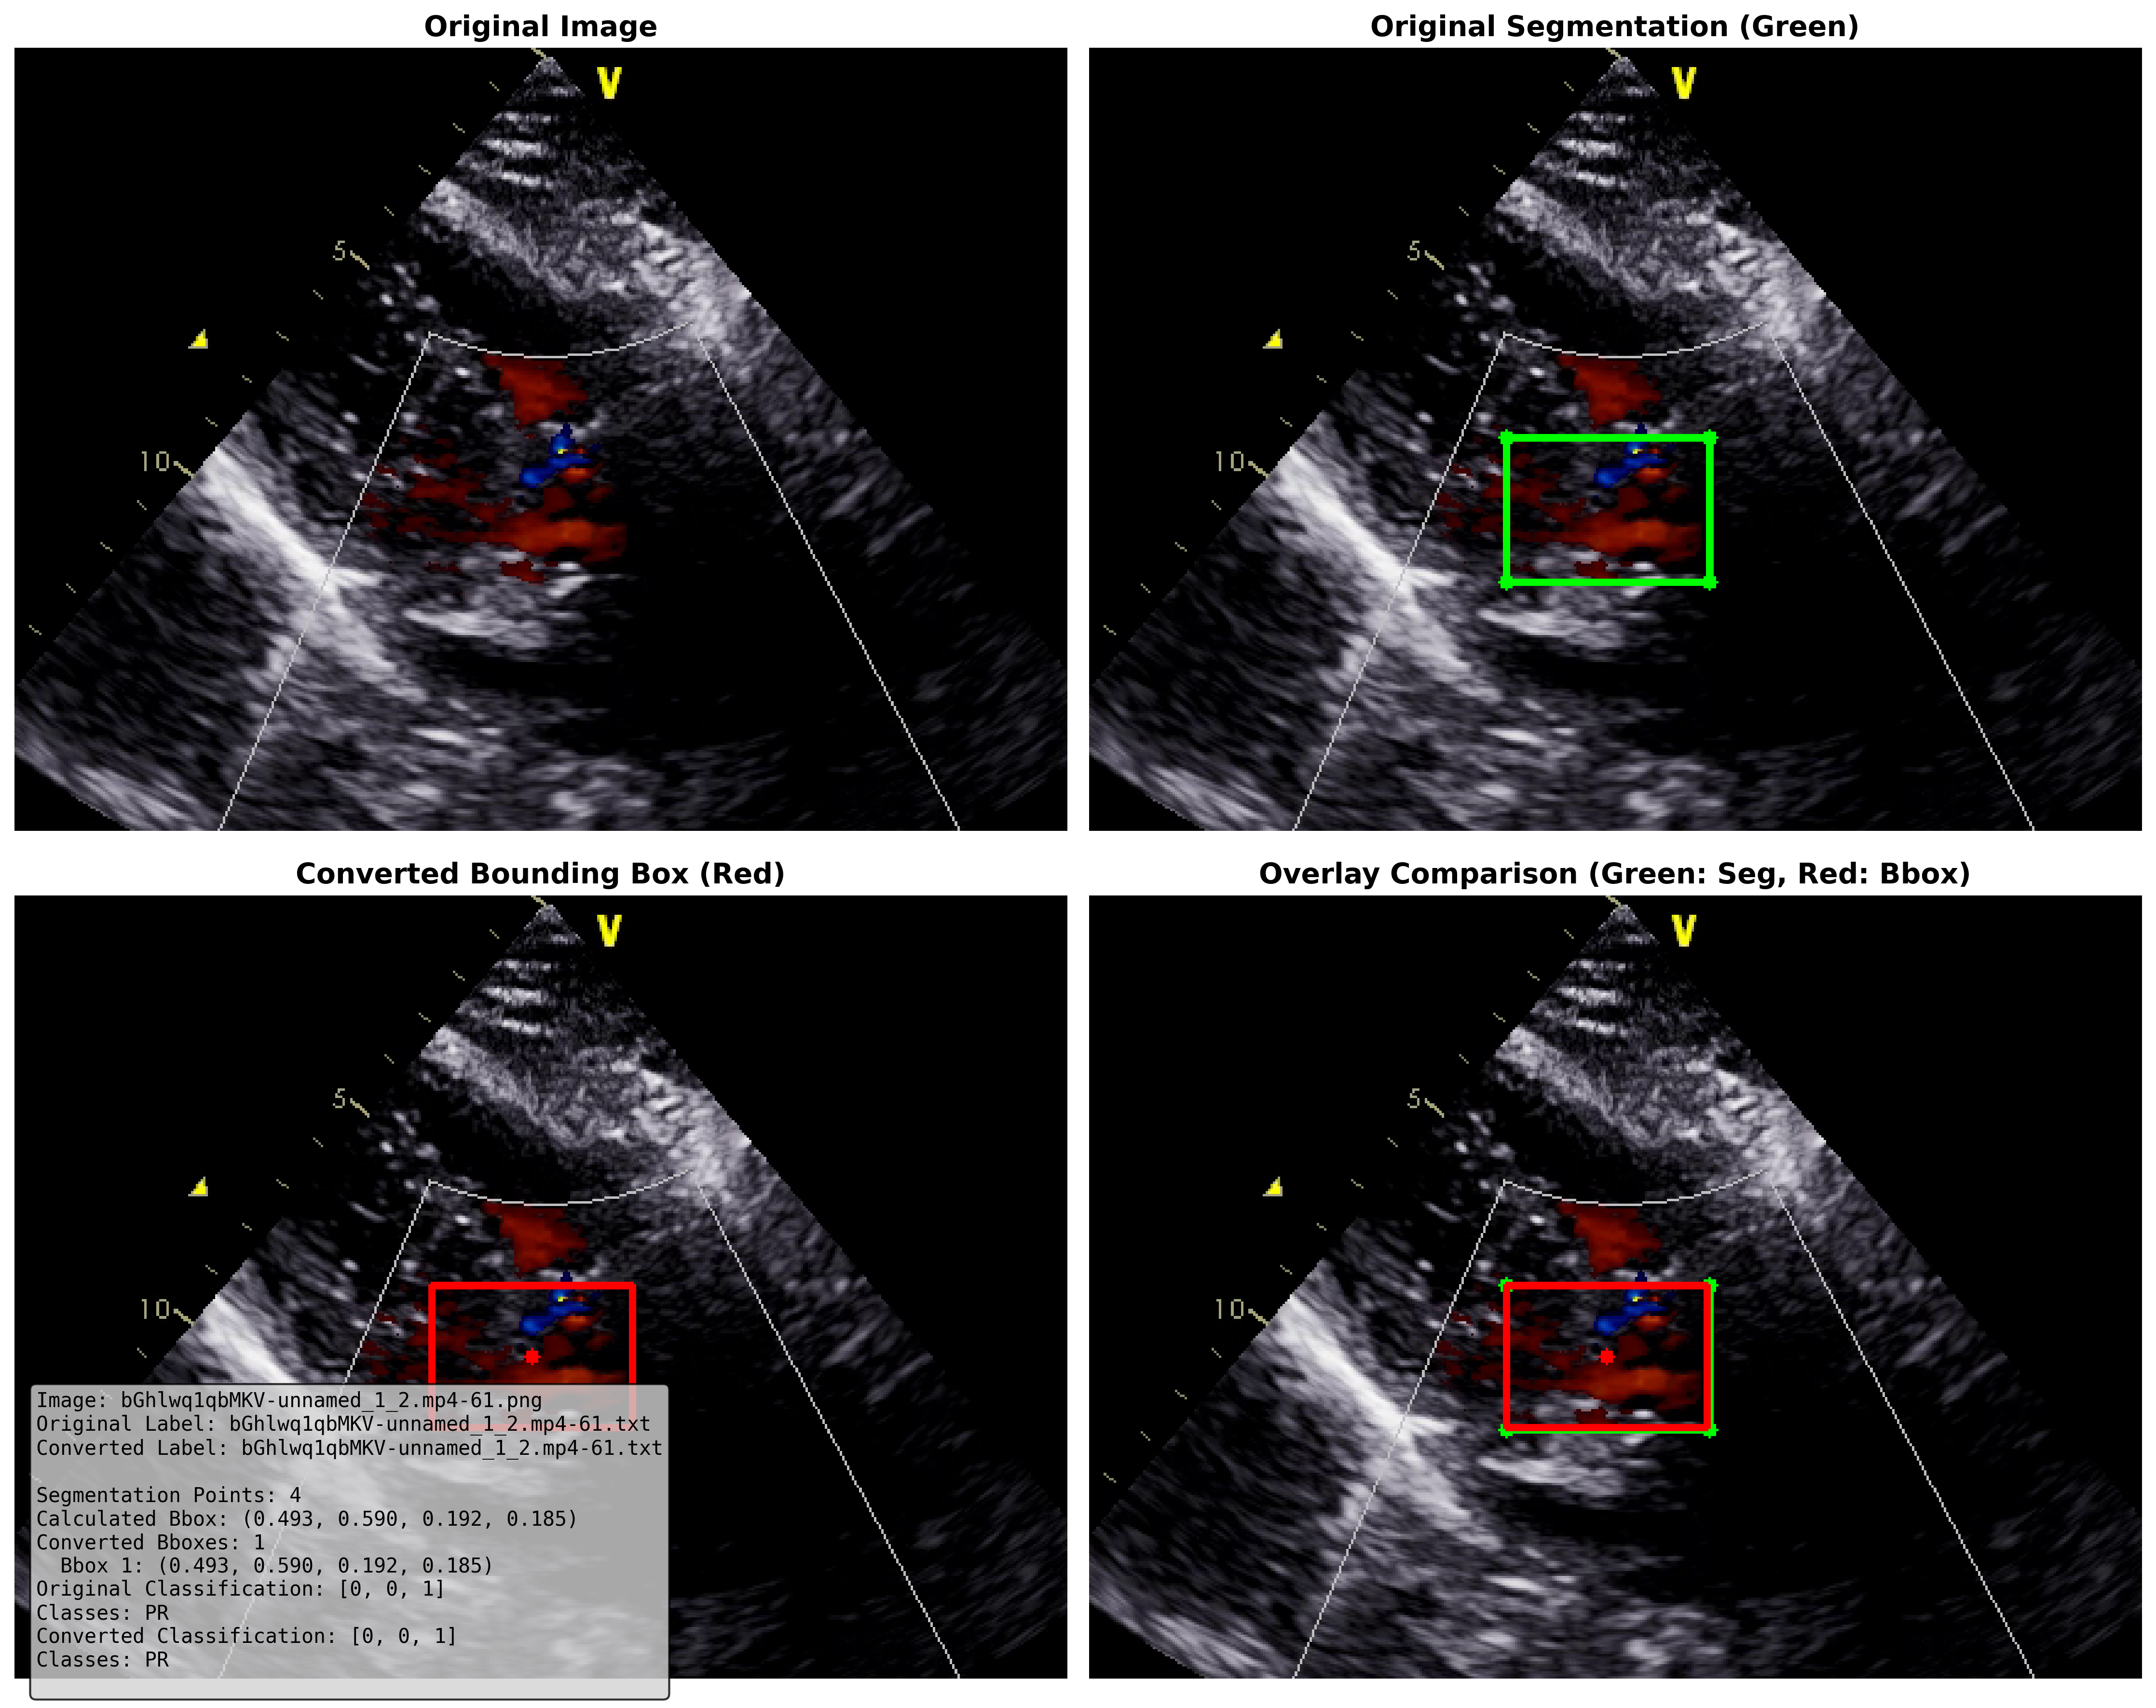 Original Image
Original Segmentation (Green)
V
5
10
V
5
10
Converted Bounding Box (Red)
Overlay Comparison (Green: Seg, Red: Bbox)
V
5
10
V
5
10
Image: bGhlwq1qbMKV-unnamed_1_2.mp4-61.png
Original Label: bGhlwq1qbMKV-unnamed_1_2.mp4-61.txt
Converted Label: bGhlwq1qbMKV-unnamed_1_2.mp4-61.txt
Segmentation Points: 4
Calculated Bbox: (0.493, 0.590, 0.192, 0.185)
Converted Bboxes: 1
Bbox 1: (0.493, 0.590, 0.192, 0.185)
Original Classification: [0, 0, 1]
Classes: PR
Converted Classification: [0, 0, 1]
Classes: PR